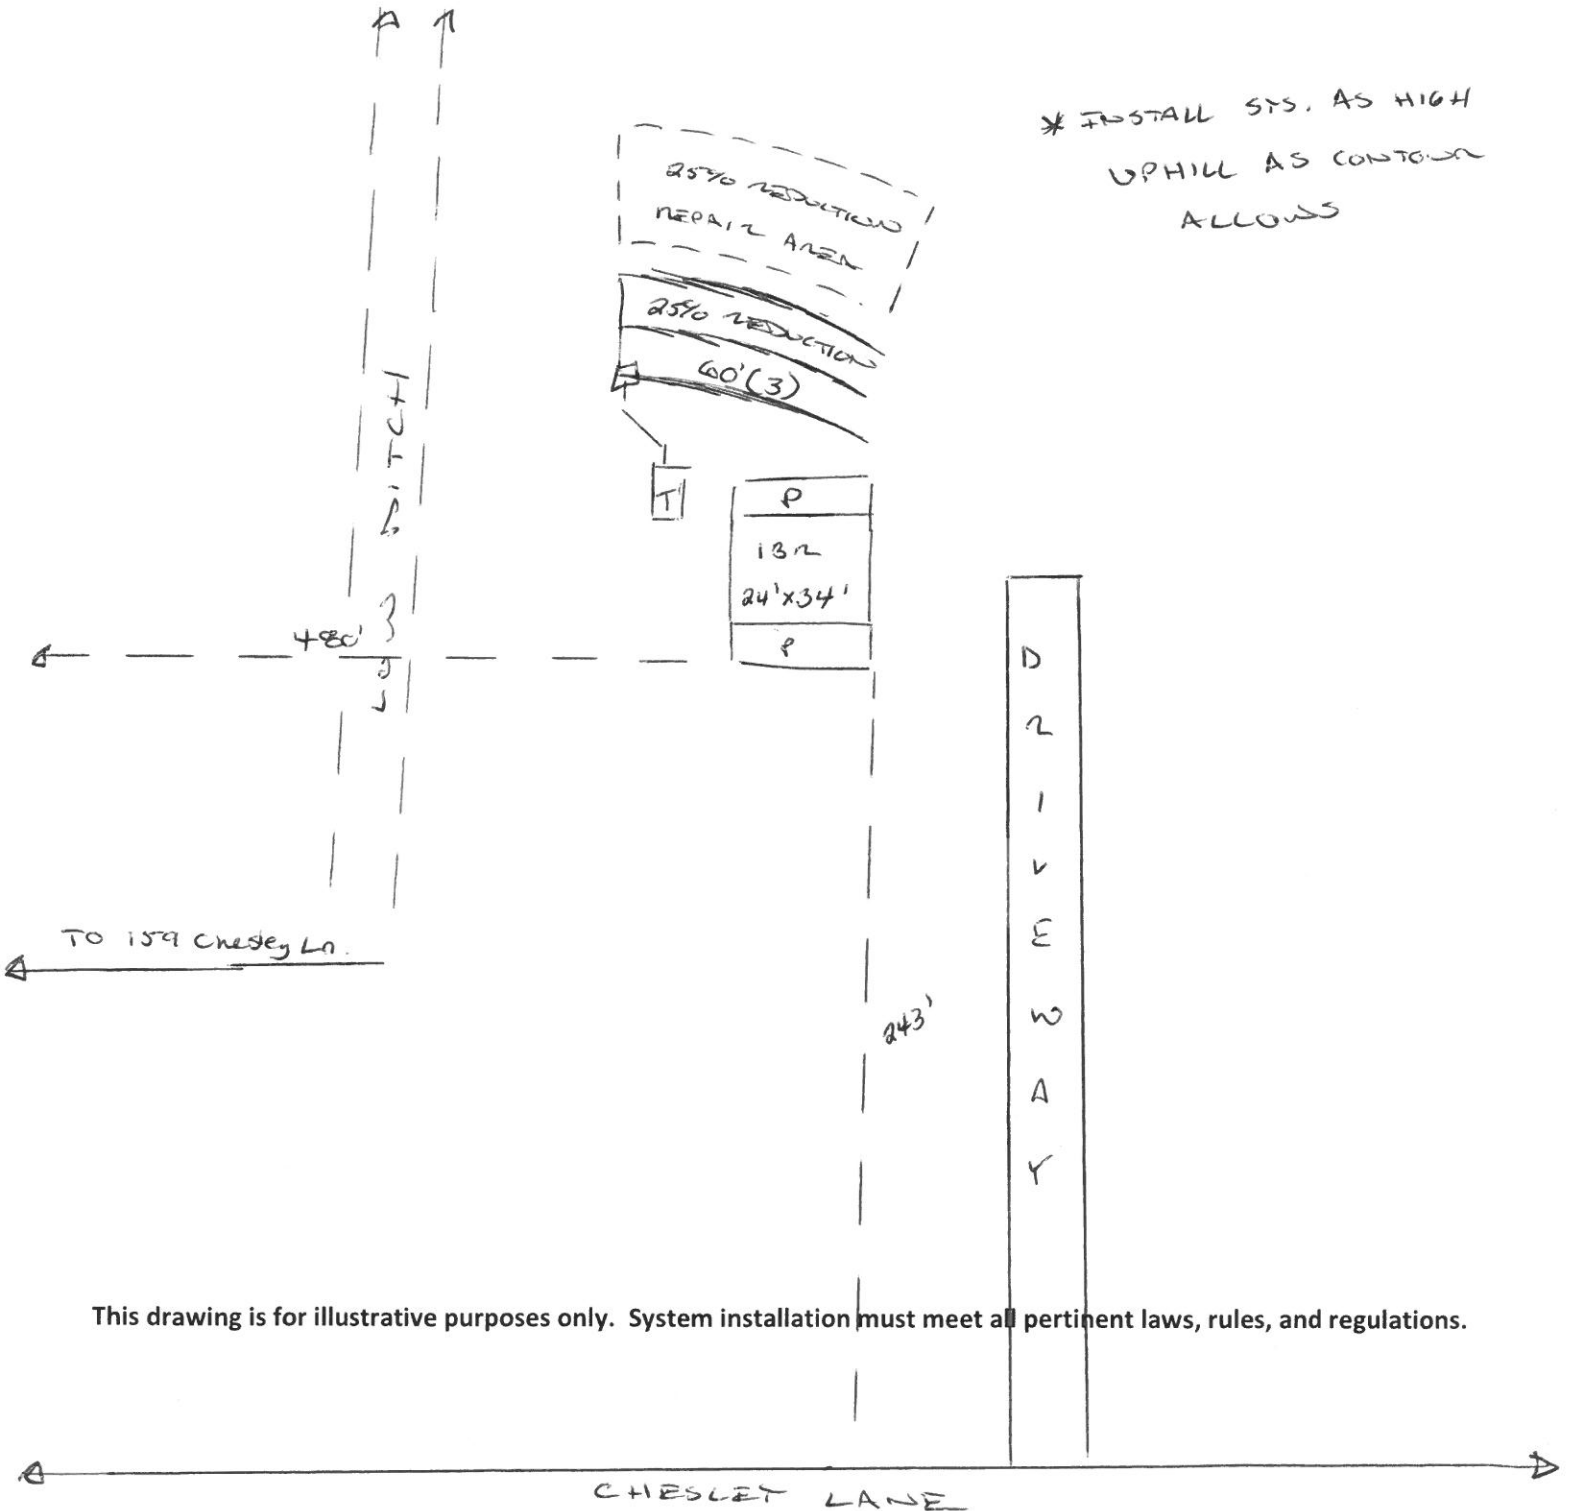 * INSTALL SYS. AS HIGH
UPHILL AS CONTOUR
ALLOWS
25% REDUCTION
REPAIR AREA
25% REDUCTION
60' (3)
T
P
1BR
24'x34'
P
DITCH
480'
DRIVEWAY
TO 159 Chesley Ln.
243'
This drawing is for illustrative purposes only. System installation must meet all pertinent laws, rules, and regulations.
CHESLEY LANE